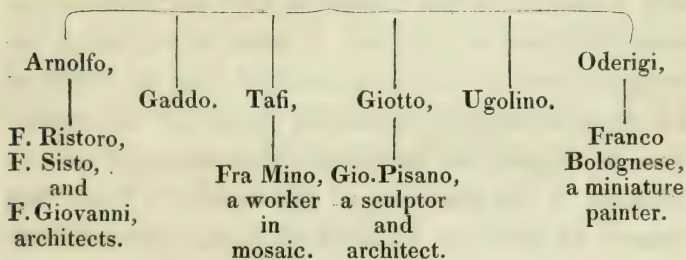 Arnolfo,
Oderigi,
Gaddo. Tafi, Giotto, Ugolino.
F. Ristoro,
F. Sisto,
and
F. Giovanni,
architects.
Fra Mino,
a worker
in
mosaic.
Gio. Pisano,
a sculptor
and
architect.
Franco
Bolognese,
a miniature
painter.